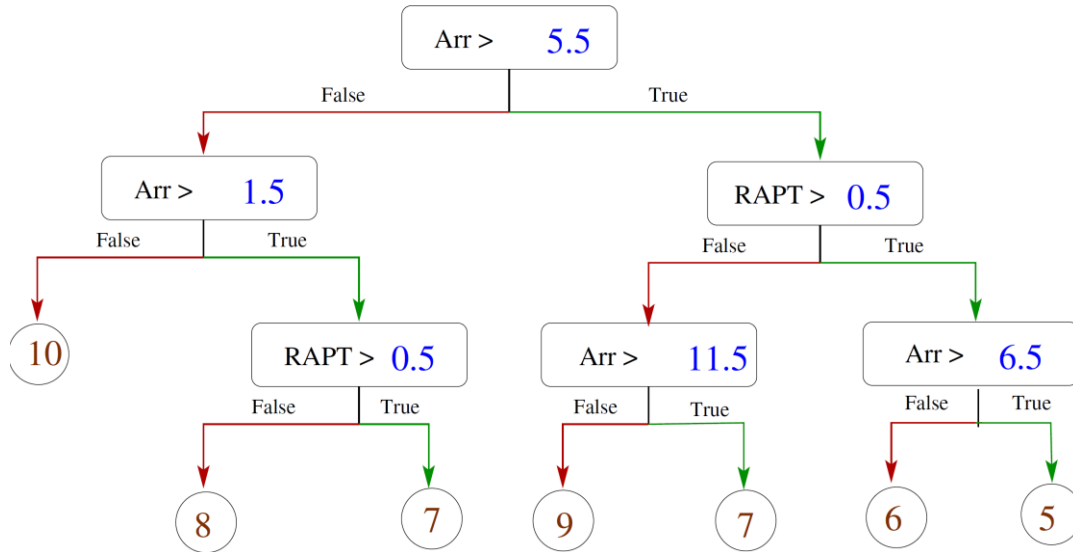 Arr > 5.5
False True
Arr > 1.5 RAPT > 0.5
False True False True
10 RAPT > 0.5 Arr > 11.5 Arr > 6.5
False True False True False True
8 7 9 7 6 5